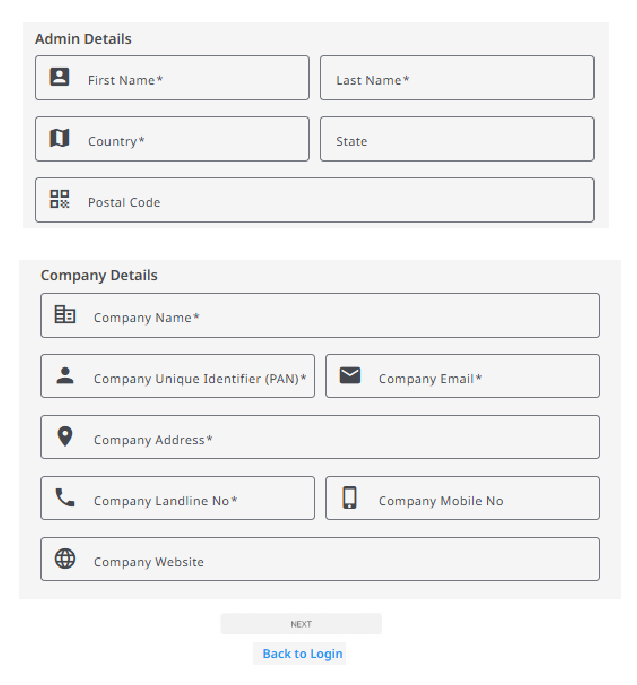 Admin Details
First Name*
Last Name*
Country*
State
Postal Code
Company Details
Company Name*
Company Unique Identifier (PAN)*
Company Email*
Company Address*
Company Landline No*
Company Mobile No
Company Website
NEXT
Back to Login